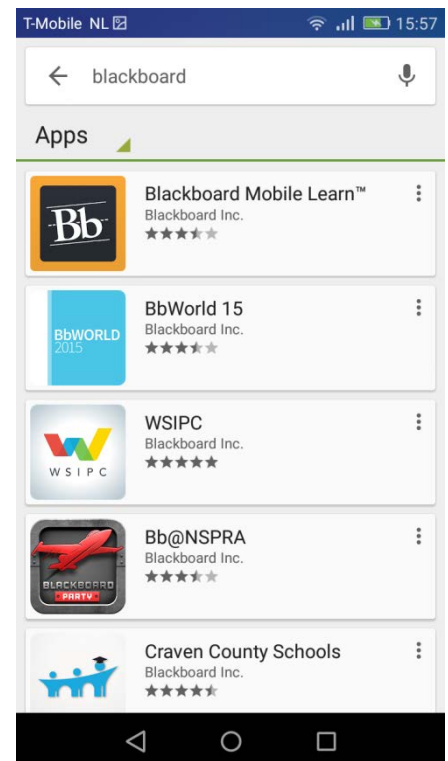 T-Mobile NL 15:57
blackboard
Apps
Bb
Blackboard Mobile Learn™
Blackboard Inc.
BbWORLD
2015
BbWorld 15
Blackboard Inc.
WSIPC
WSIPC
Blackboard Inc.
BLACKBOARD
PARTY
Bb@NSPRA
Blackboard Inc.
Craven County Schools
Blackboard Inc.